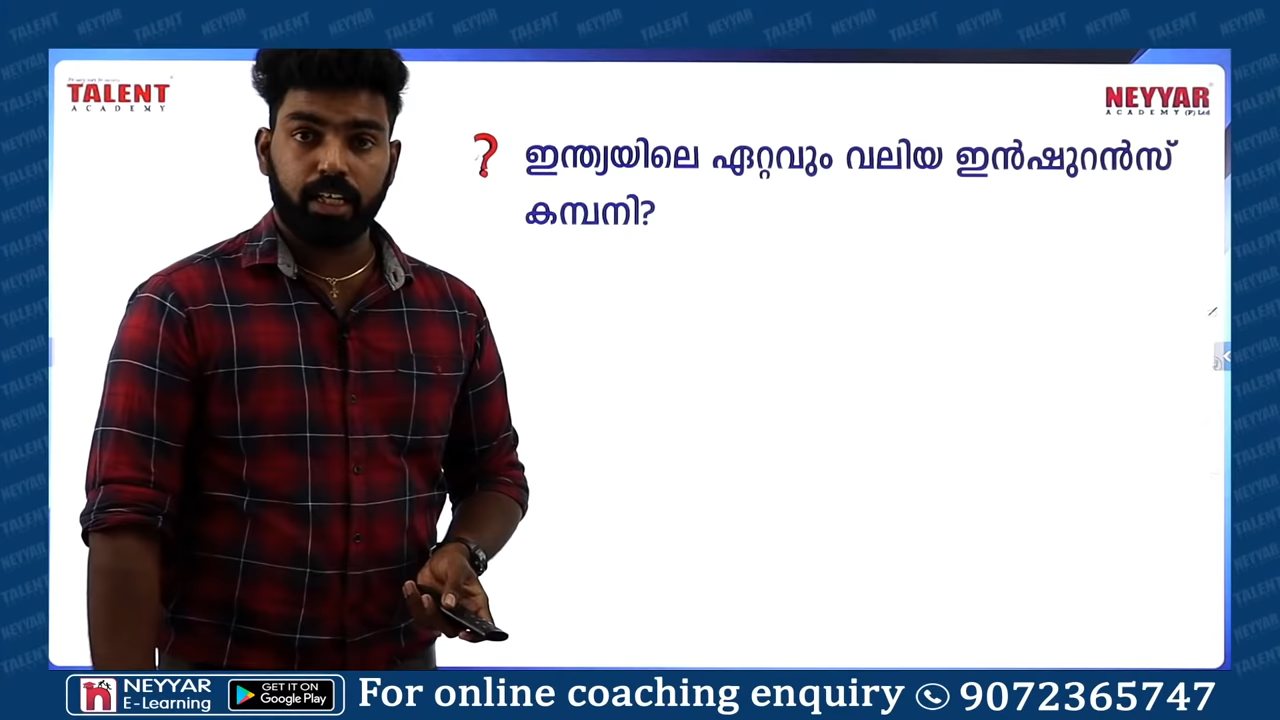 TALENT
ACADEMY
NEYYAR
ACADEMY (P) Ltd
? ഇന്ത്യയിലെ ഏറ്റവും വലിയ ഇൻഷുറൻസ്
കമ്പനി?
NEYYAR
E-Learning
GET IT ON
Google Play
For online coaching enquiry 9072365747